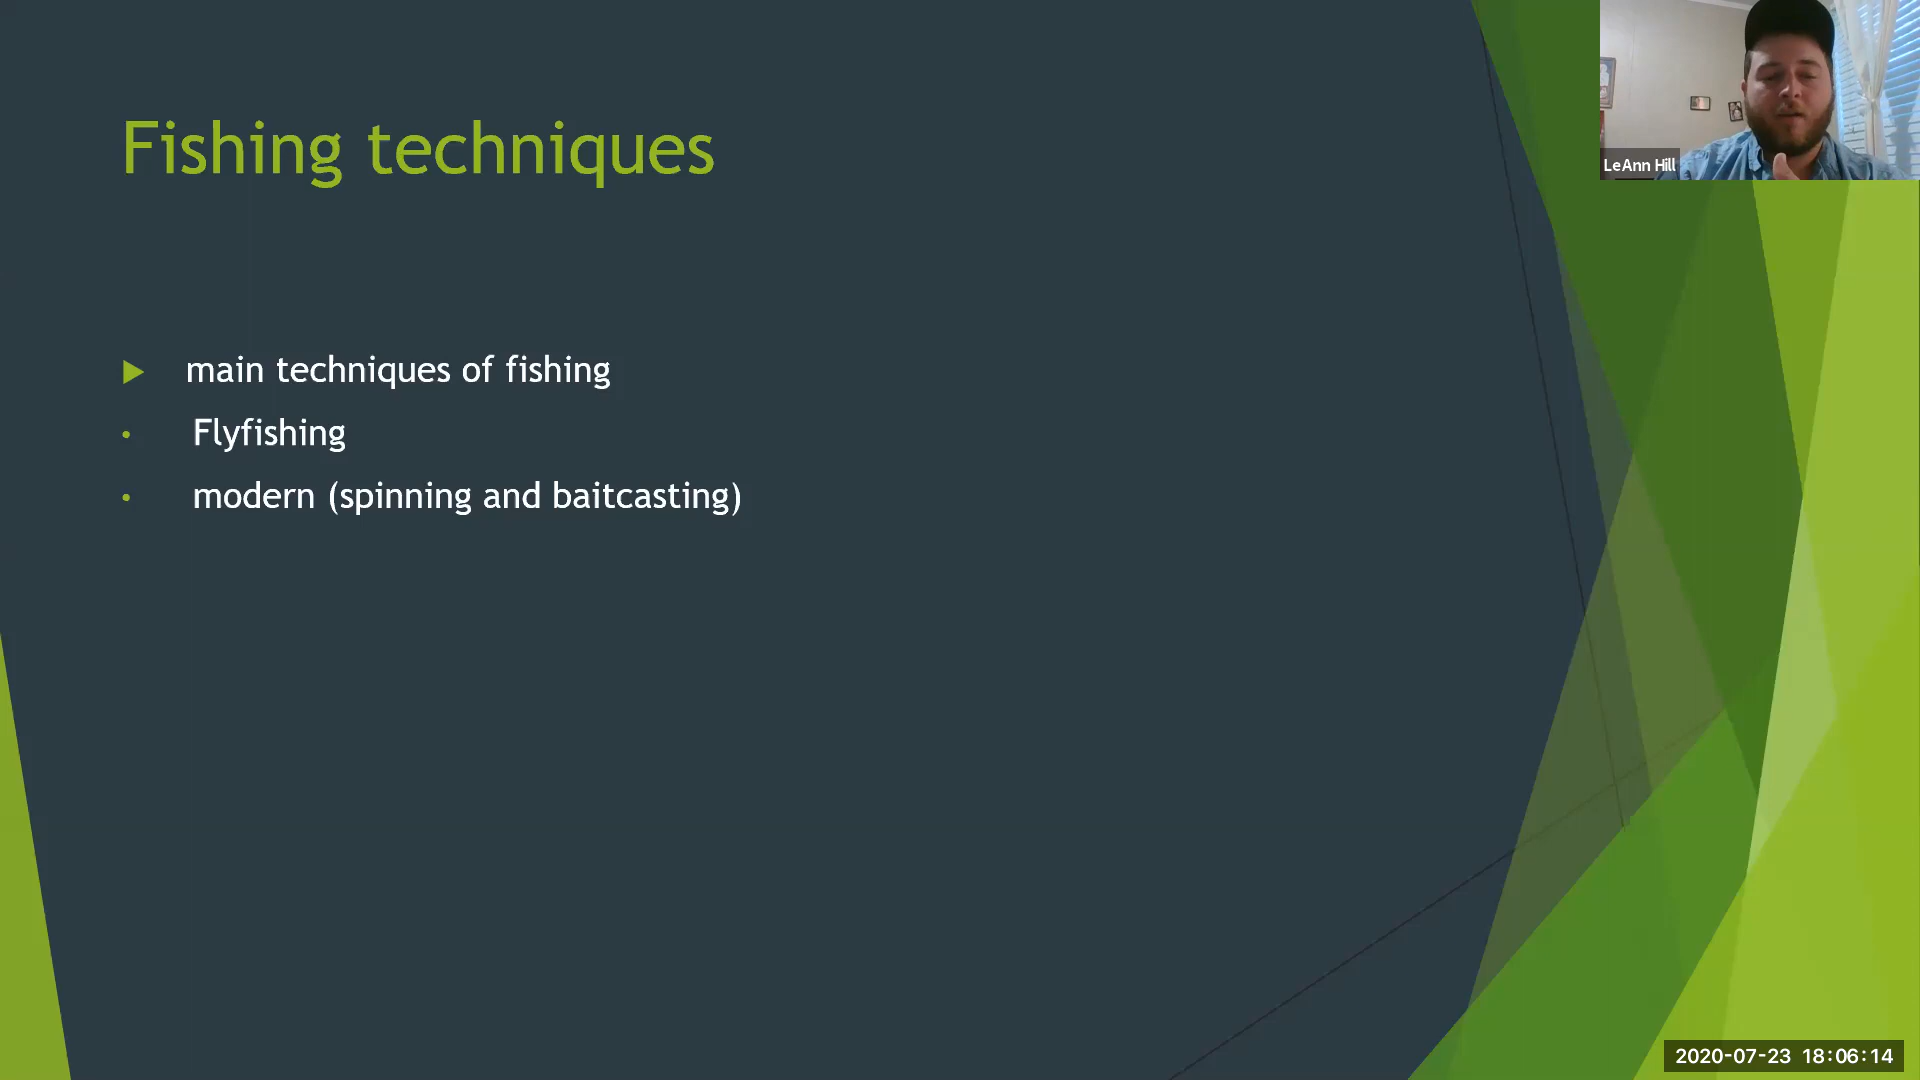 Fishing techniques
LeAnn Hill
main techniques of fishing
Flyfishing
modern (spinning and baitcasting)
2020-07-23 18:06:14